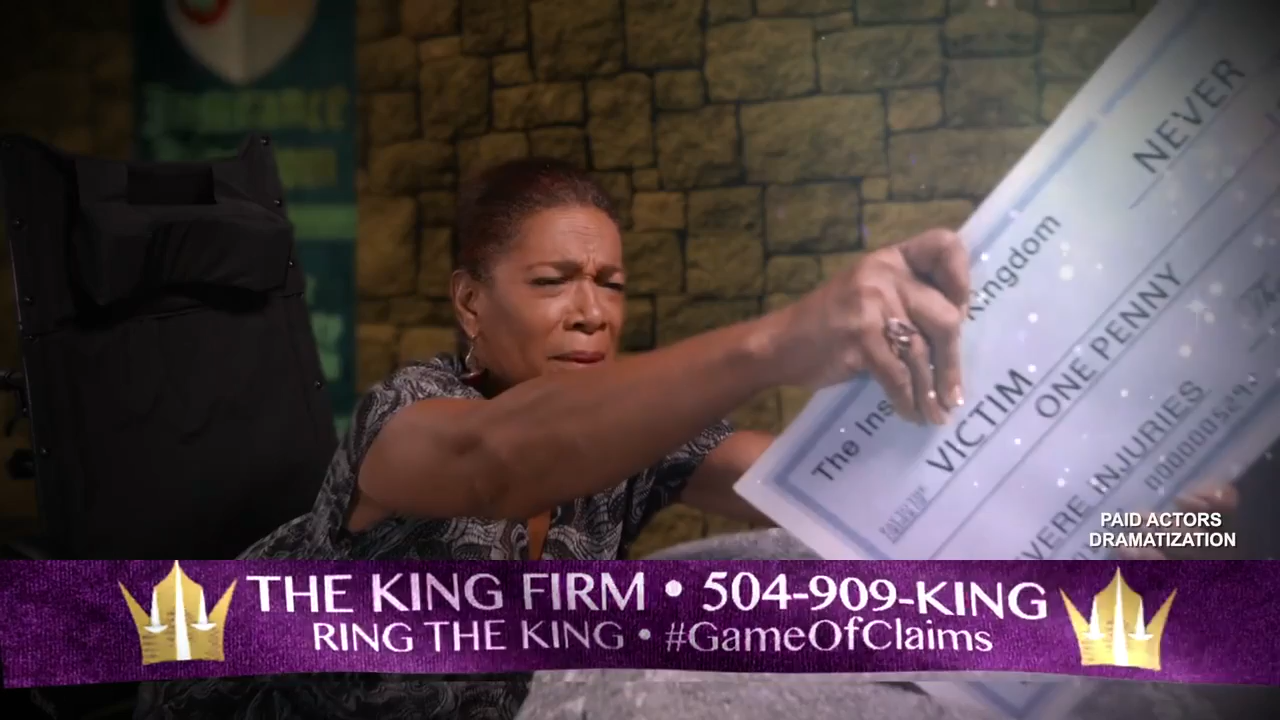 NEVER
The Ins Kingdom
VICTIM
ONE PENNY
VERE INJURIES
PAID ACTORS
DRAMATIZATION
THE KING FIRM • 504-909-KING
RING THE KING • #GameOfClaims